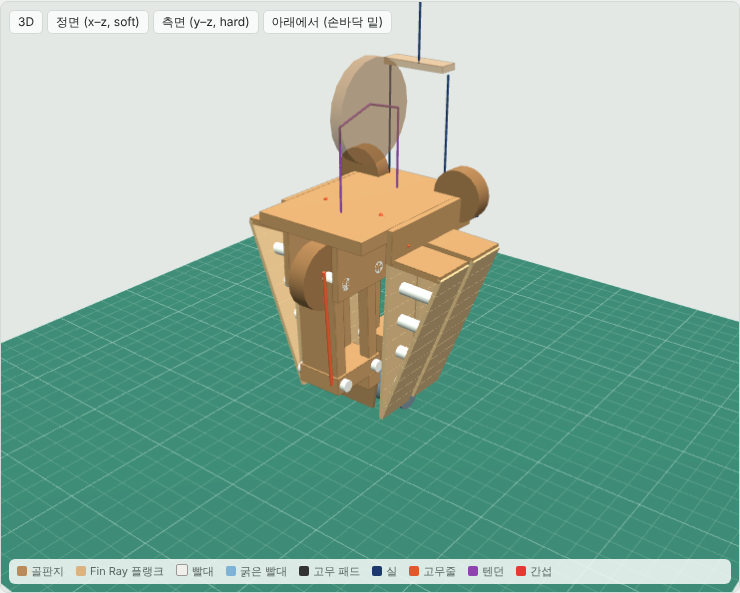 3D
정면 (x–z, soft)
측면 (y–z, hard)
아래에서 (손바닥 밑)
골판지
Fin Ray 플랭크
빨대
굵은 빨대
고무 패드
실
고무줄
텐던
간섭